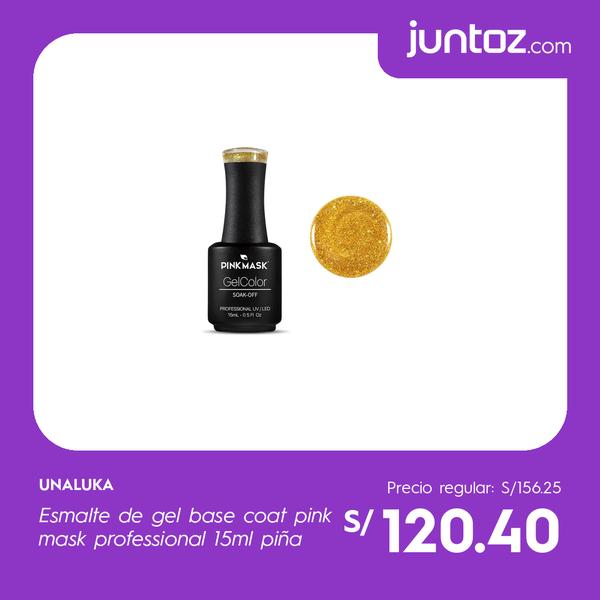 juntoz.com
PINKMASK
GelColor
SOAK-OFF
PROFESSIONAL UV/LED
15mL - 0.5 Fl Oz
UNALUKA
Esmalte de gel base coat pink
mask professional 15ml piña
Precio regular: S/156.25
S/120.40